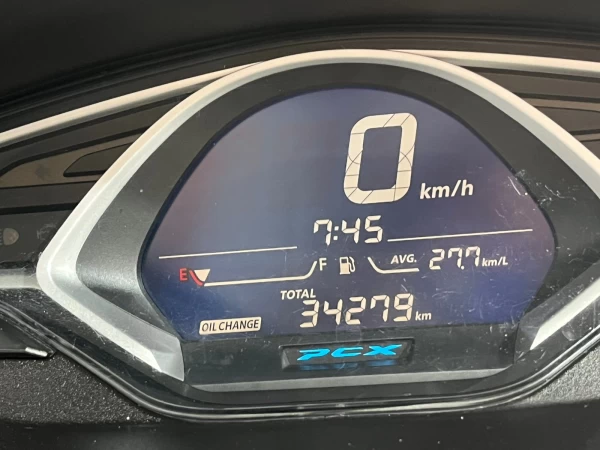 0 km/h
7:45
E F AVG. 27.7 km/L
TOTAL
34279 km
OIL CHANGE
PCX